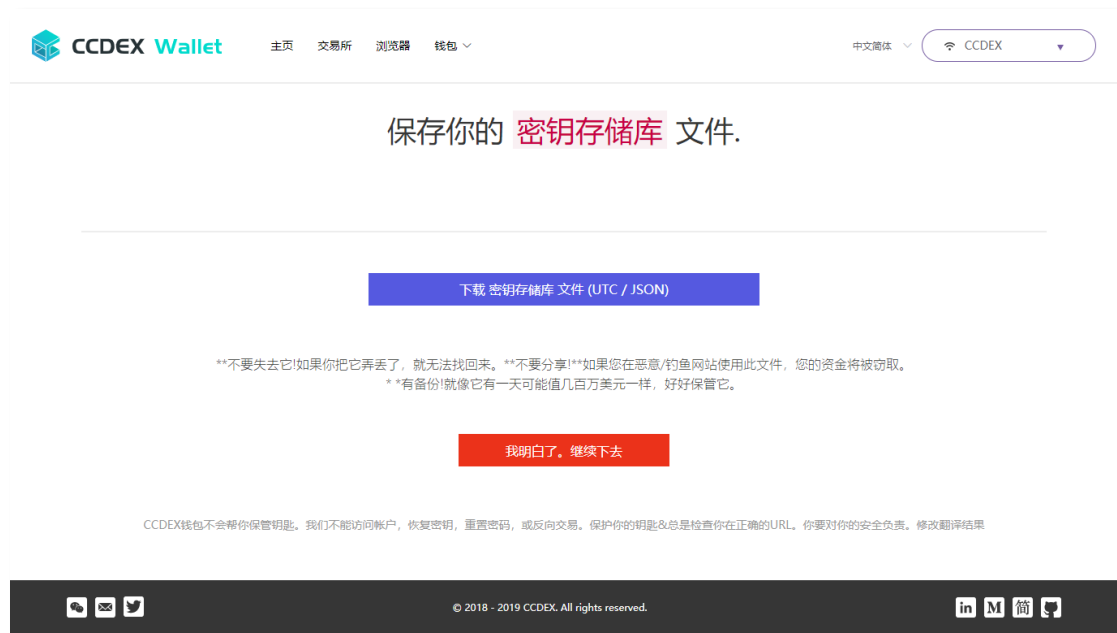 CCDEX Wallet 主页 交易所 浏览器 钱包 中文简体 CCDEX
保存你的 密钥存储库 文件.
下载 密钥存储库 文件 (UTC / JSON)
**不要失去它!如果你把它弄丢了，就无法找回来。**不要分享!**如果您在恶意/钓鱼网站使用此文件，您的资金将被窃取。
* *有备份!就像它有一天可能值几百万美元一样，好好保管它。
我明白了。继续下去
CCDEX钱包不会帮你保管钥匙。我们不能访问帐户，恢复密钥，重置密码，或反向交易。保护你的钥匙&总是检查你在正确的URL。你要对你的安全负责。修改翻译结果
© 2018 - 2019 CCDEX. All rights reserved. in M 简